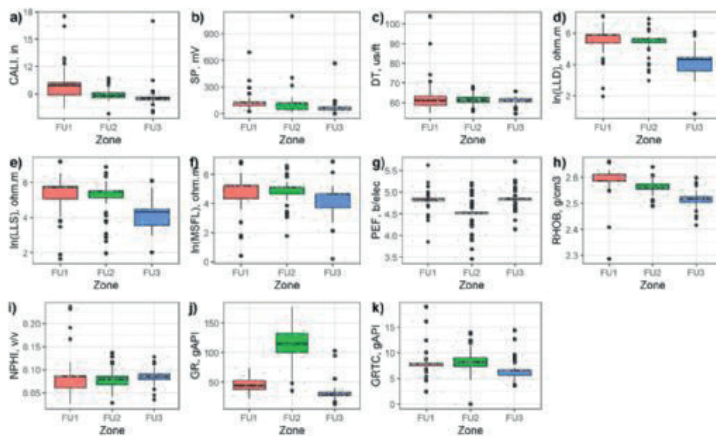 a)
CALI, in
18
15
12
9
FU1 FU2 FU3
Zone
b)
SP, mV
900
600
300
0
FU1 FU2 FU3
Zone
c)
DT, us/ft
100
90
80
70
60
FU1 FU2 FU3
Zone
d)
ln(LLD), ohm.m
6
4
2
FU1 FU2 FU3
Zone
e)
ln(LLS), ohm.m
6
4
2
FU1 FU2 FU3
Zone
f)
ln(MSFL), ohm.m
6
4
2
0
FU1 FU2 FU3
Zone
g)
PEF, b/elec
5.5
5.0
4.5
4.0
3.5
FU1 FU2 FU3
Zone
h)
RHOB, g/cm3
2.6
2.5
2.4
2.3
FU1 FU2 FU3
Zone
i)
NPHI, v/v
0.20
0.15
0.10
0.05
FU1 FU2 FU3
Zone
j)
GR, gAPI
150
100
50
FU1 FU2 FU3
Zone
k)
GRTC, gAPI
20
15
10
5
0
FU1 FU2 FU3
Zone